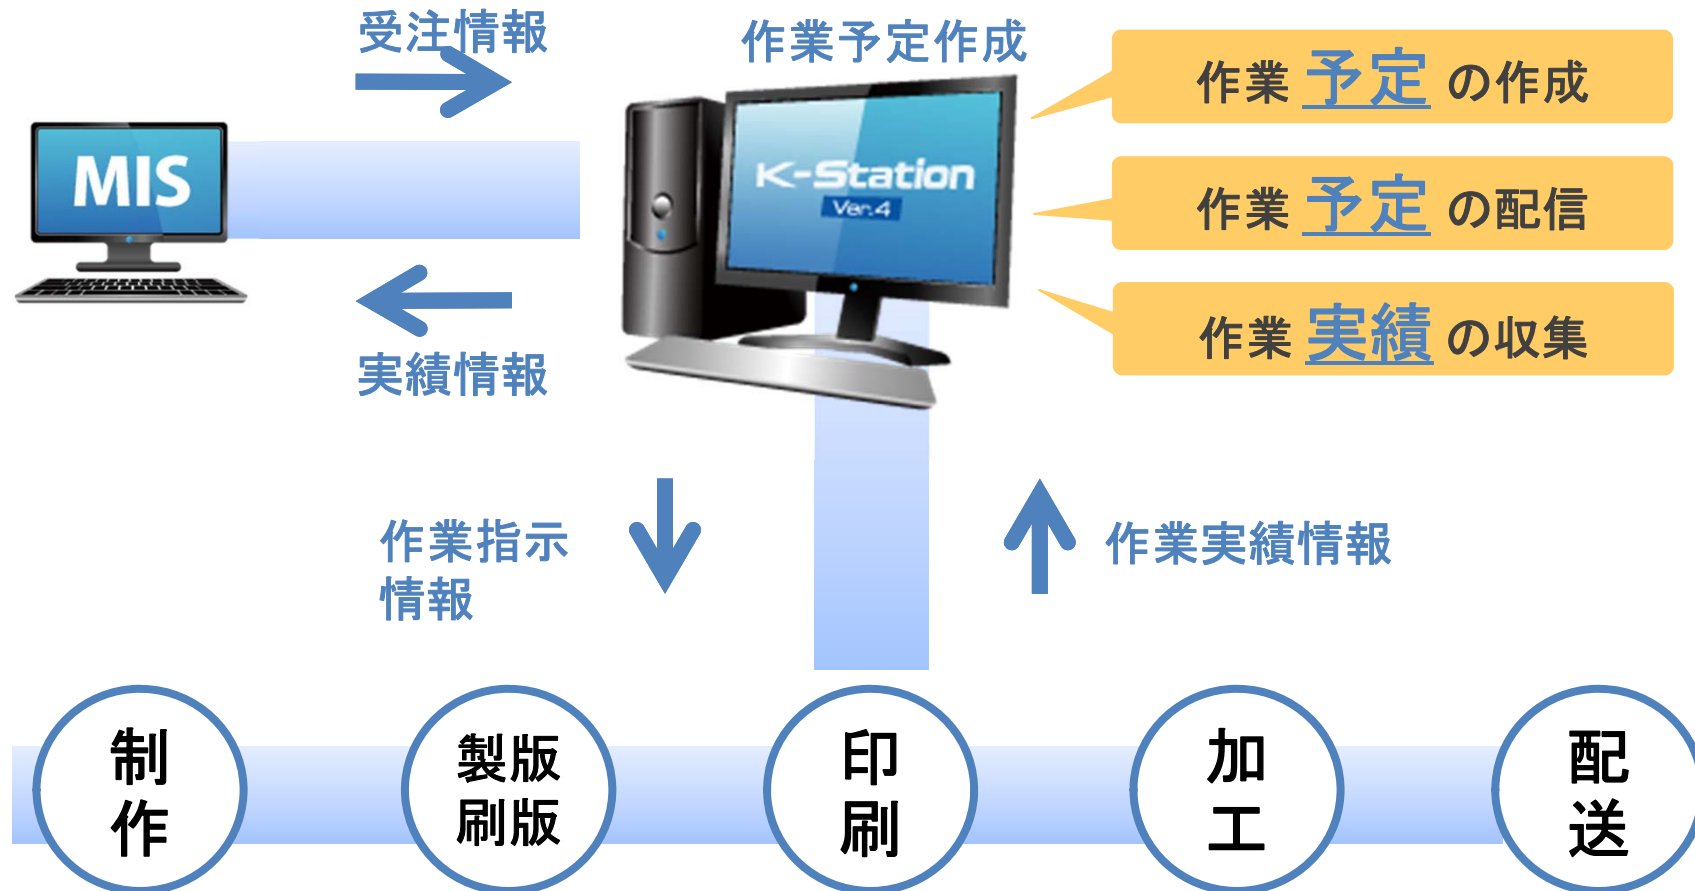 受注情報
作業予定作成
MIS
K-Station
Ver.4
実績情報
作業 予定 の作成
作業 予定 の配信
作業 実績 の収集
作業指示
情報
作業実績情報
制
作
製版
刷版
印
刷
加
工
配
送